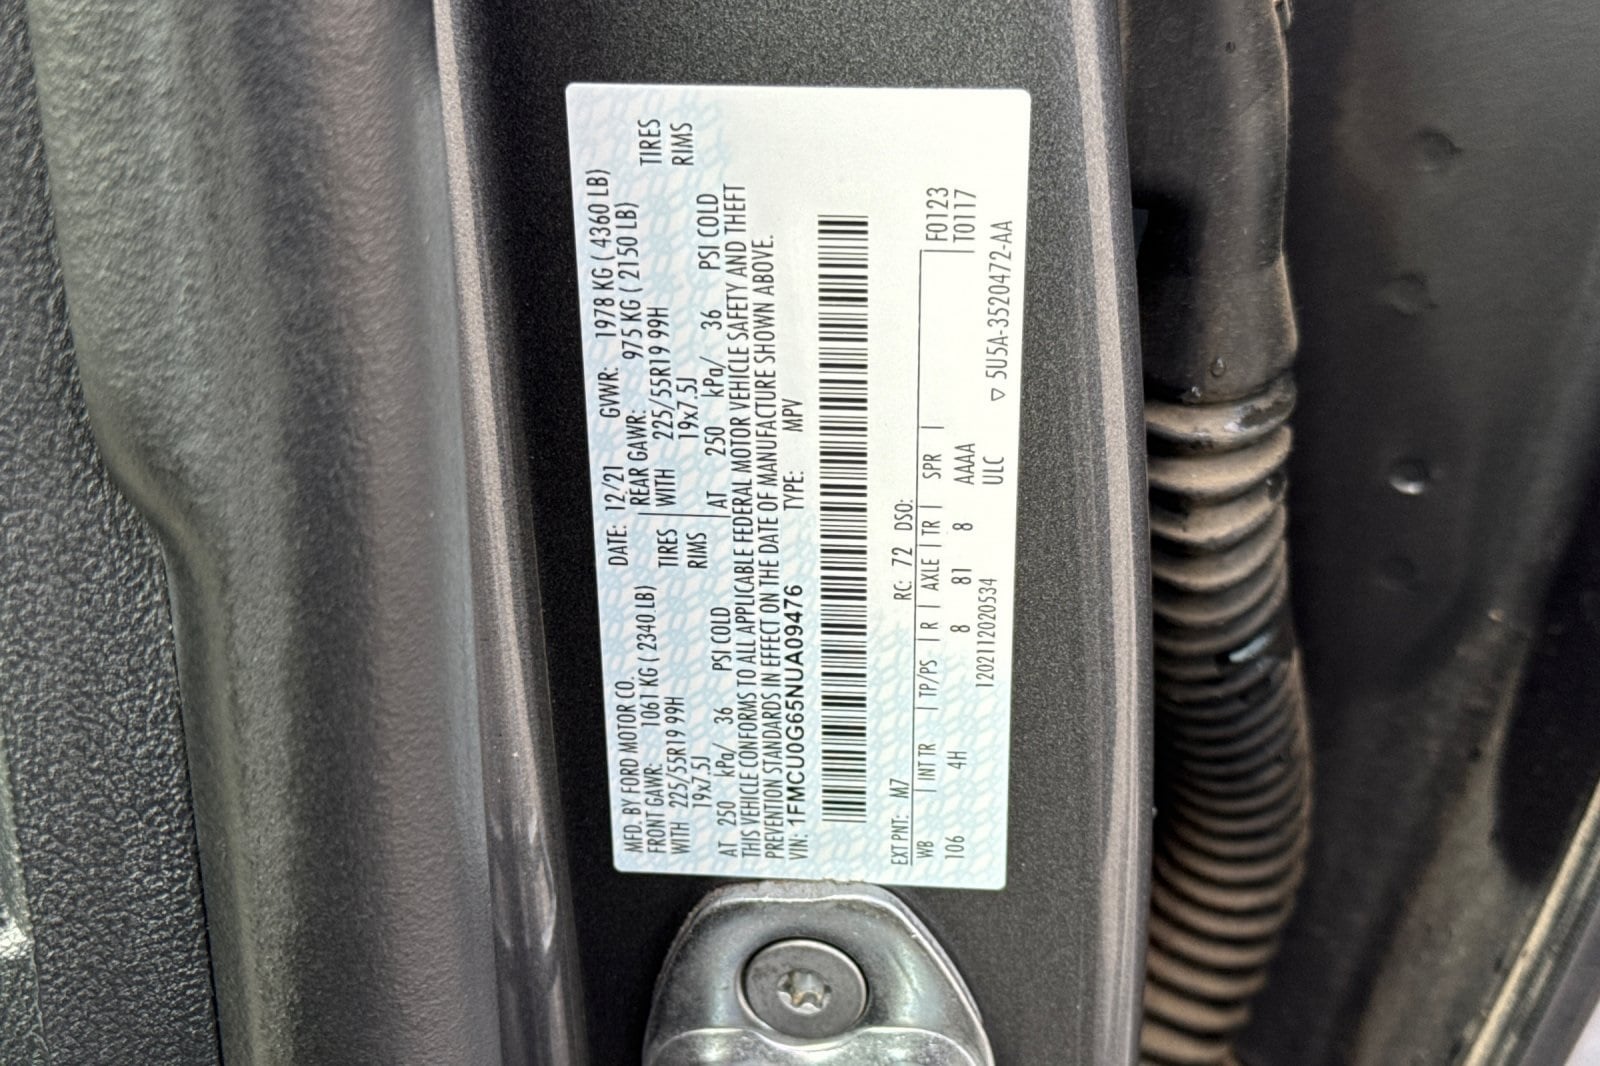 MFD. BY FORD MOTOR CO. DATE: 12/21 GVWR: 1978 KG ( 4360 LB)
FRONT GAWR: 1061 KG ( 2340 LB) REAR GAWR: 975 KG ( 2150 LB)
WITH 225/55R19 99H TIRES WITH 225/55R19 99H TIRES
19x7.5J RIMS 19x7.5J RIMS
AT 250 kPa/ 36 PSI COLD AT 250 kPa/ 36 PSI COLD
THIS VEHICLE CONFORMS TO ALL APPLICABLE FEDERAL MOTOR VEHICLE SAFETY AND THEFT
PREVENTION STANDARDS IN EFFECT ON THE DATE OF MANUFACTURE SHOWN ABOVE.
VIN: 1FMCU0G65NUA09476 TYPE: MPV
EXT PNT: M7 RC: 72 DSO: F0123
WB | INT TR | TP/PS | R | AXLE | TR | SPR | T0117
106 4H 8 81 8 AAAA
1202112020534 ULC ▽ 5U5A-3520472-AA